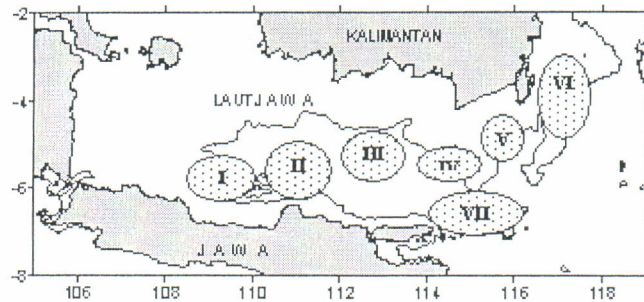 -2
KALIMANTAN
VI
-4
LAUT JAWA
V
III
IV
II
I
-6
VII
JAWA
-8
106 108 110 112 114 116 118